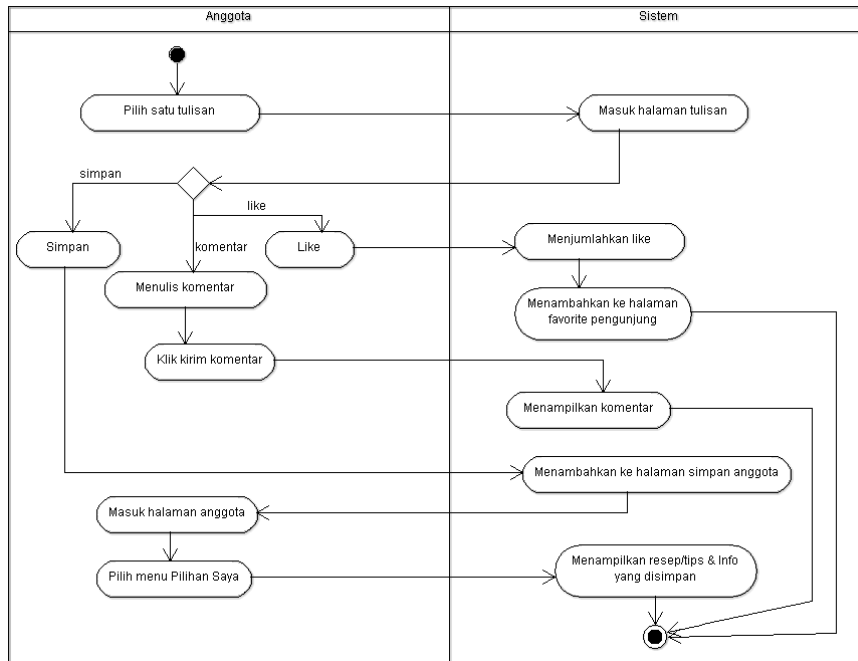 Anggota
Sistem
Pilih satu tulisan
Masuk halaman tulisan
simpan
like
komentar
Simpan
Like
Menjumlahkan like
Menulis komentar
Menambahkan ke halaman
favorite pengunjung
Klik kirim komentar
Menampilkan komentar
Menambahkan ke halaman simpan anggota
Masuk halaman anggota
Pilih menu Pilihan Saya
Menampilkan resep/tips & Info
yang disimpan